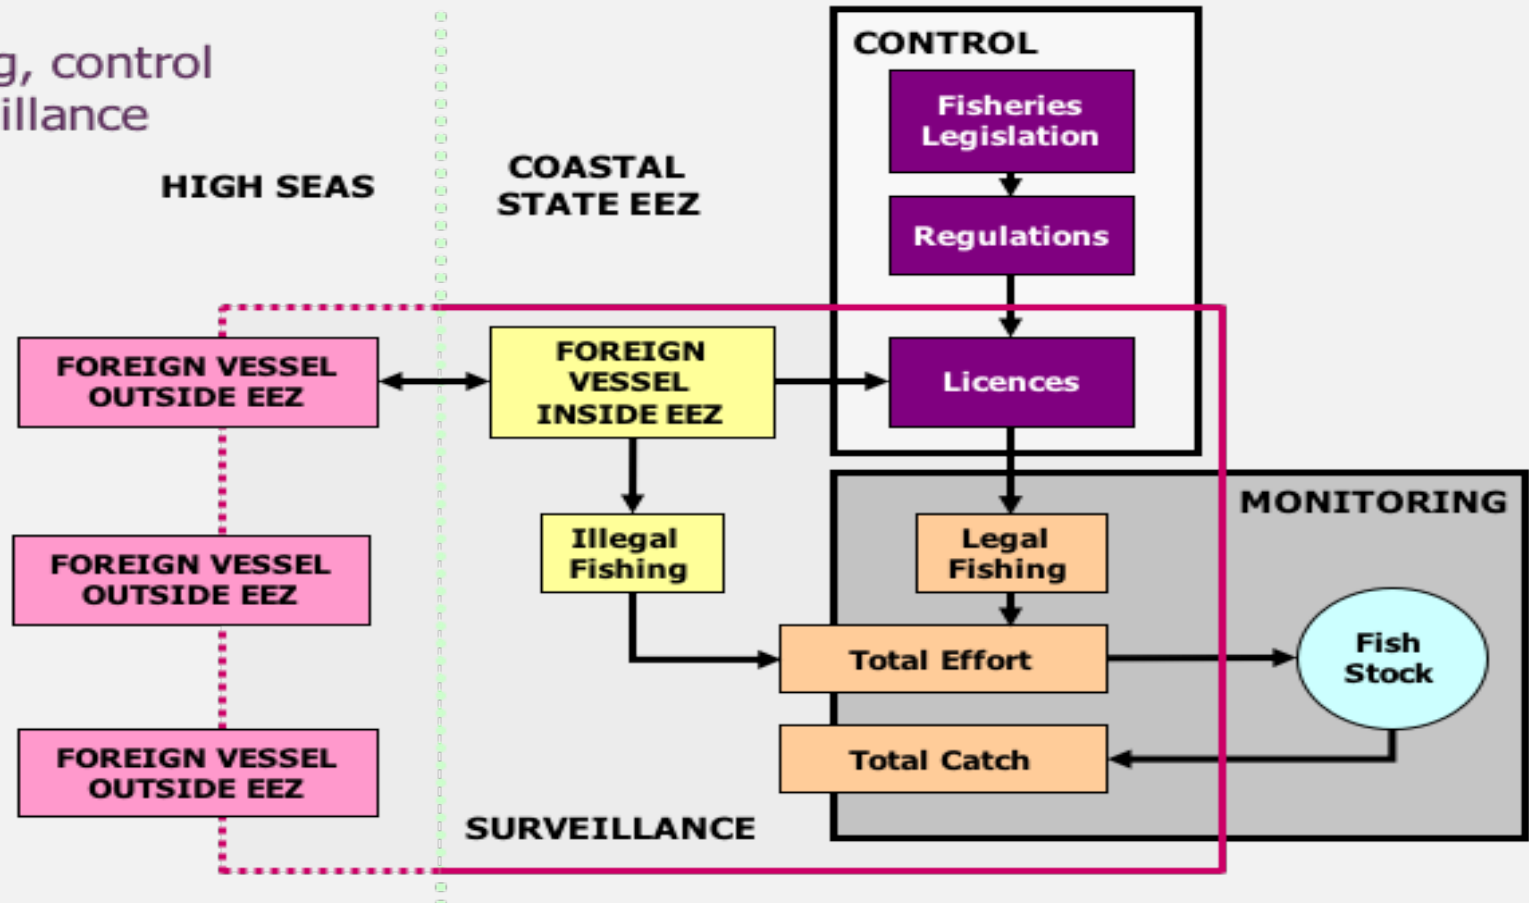 g, control
illance
HIGH SEAS
COASTAL
STATE EEZ
CONTROL
Fisheries
Legislation
Regulations
Licences
FOREIGN VESSEL
OUTSIDE EEZ
FOREIGN
VESSEL
INSIDE EEZ
MONITORING
Illegal
Fishing
Legal
Fishing
FOREIGN VESSEL
OUTSIDE EEZ
Total Effort
Fish
Stock
Total Catch
FOREIGN VESSEL
OUTSIDE EEZ
SURVEILLANCE